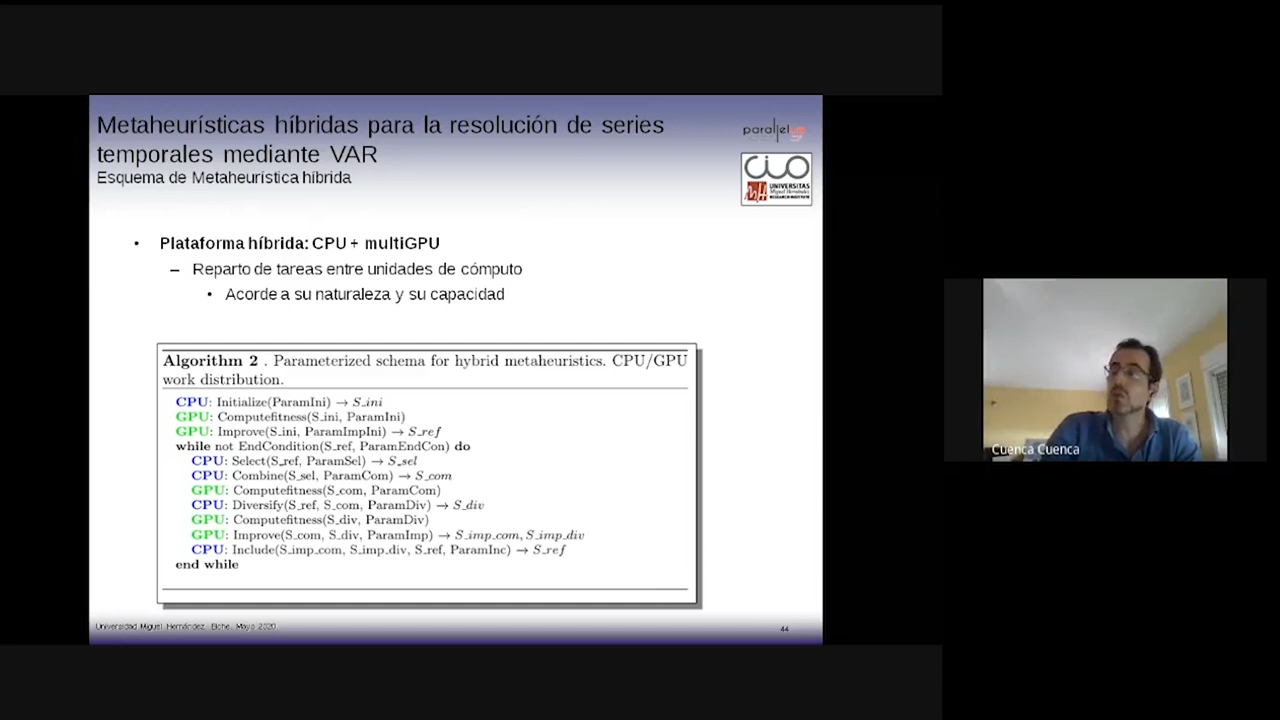 Metaheurísticas híbridas para la resolución de series
temporales mediante VAR
Esquema de Metaheurística híbrida
parallel
CIO
UNIVERSITAS
Miguel Hernández
RESEARCH INSTITUTE
• Plataforma híbrida: CPU + multiGPU
– Reparto de tareas entre unidades de cómputo
• Acorde a su naturaleza y su capacidad
Algorithm 2 . Parameterized schema for hybrid metaheuristics. CPU/GPU
work distribution.
CPU: Initialize(ParamIni) → S_ini
GPU: Computefitness(S_ini, ParamIni)
GPU: Improve(S_ini, ParamImpIni) → S_ref
while not EndCondition(S_ref, ParamEndCon) do
CPU: Select(S_ref, ParamSel) → S_sel
CPU: Combine(S_sel, ParamCom) → S_com
GPU: Computefitness(S_com, ParamCom)
CPU: Diversify(S_ref, S_com, ParamDiv) → S_div
GPU: Computefitness(S_div, ParamDiv)
GPU: Improve(S_com, S_div, ParamImp) → S_imp_com, S_imp_div
CPU: Include(S_imp_com, S_imp_div, S_ref, ParamInc) → S_ref
end while
Universidad Miguel Hernández. Elche. Mayo 2020.
44
Cuenca Cuenca